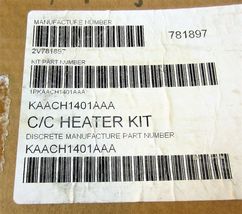 MANUFACTURE NUMBER
781897
2V781897
KIT PART NUMBER
1PKAACH1401AAA
KAACH1401AAA
C/C HEATER KIT
DISCRETE MANUFACTURE PART NUMBER
KAACH1401AAA